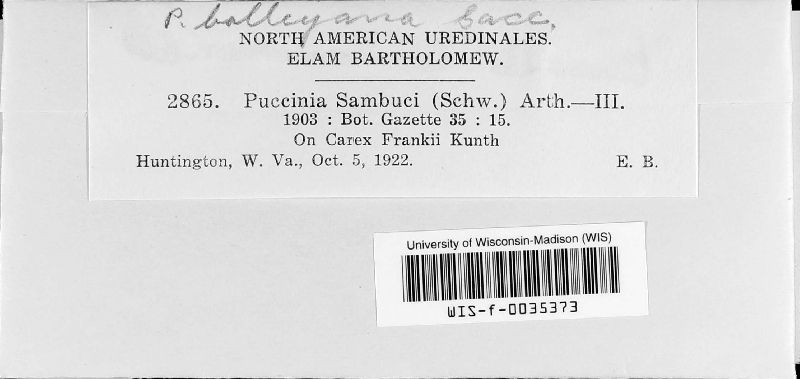 P. bolleyana Sacc.
NORTH AMERICAN UREDINALES.
ELAM BARTHOLOMEW.
2865. Puccinia Sambuci (Schw.) Arth.—III.
1903 : Bot. Gazette 35 : 15.
On Carex Frankii Kunth
Huntington, W. Va., Oct. 5, 1922. E. B.
University of Wisconsin-Madison (WIS)
WIS-f-0035373